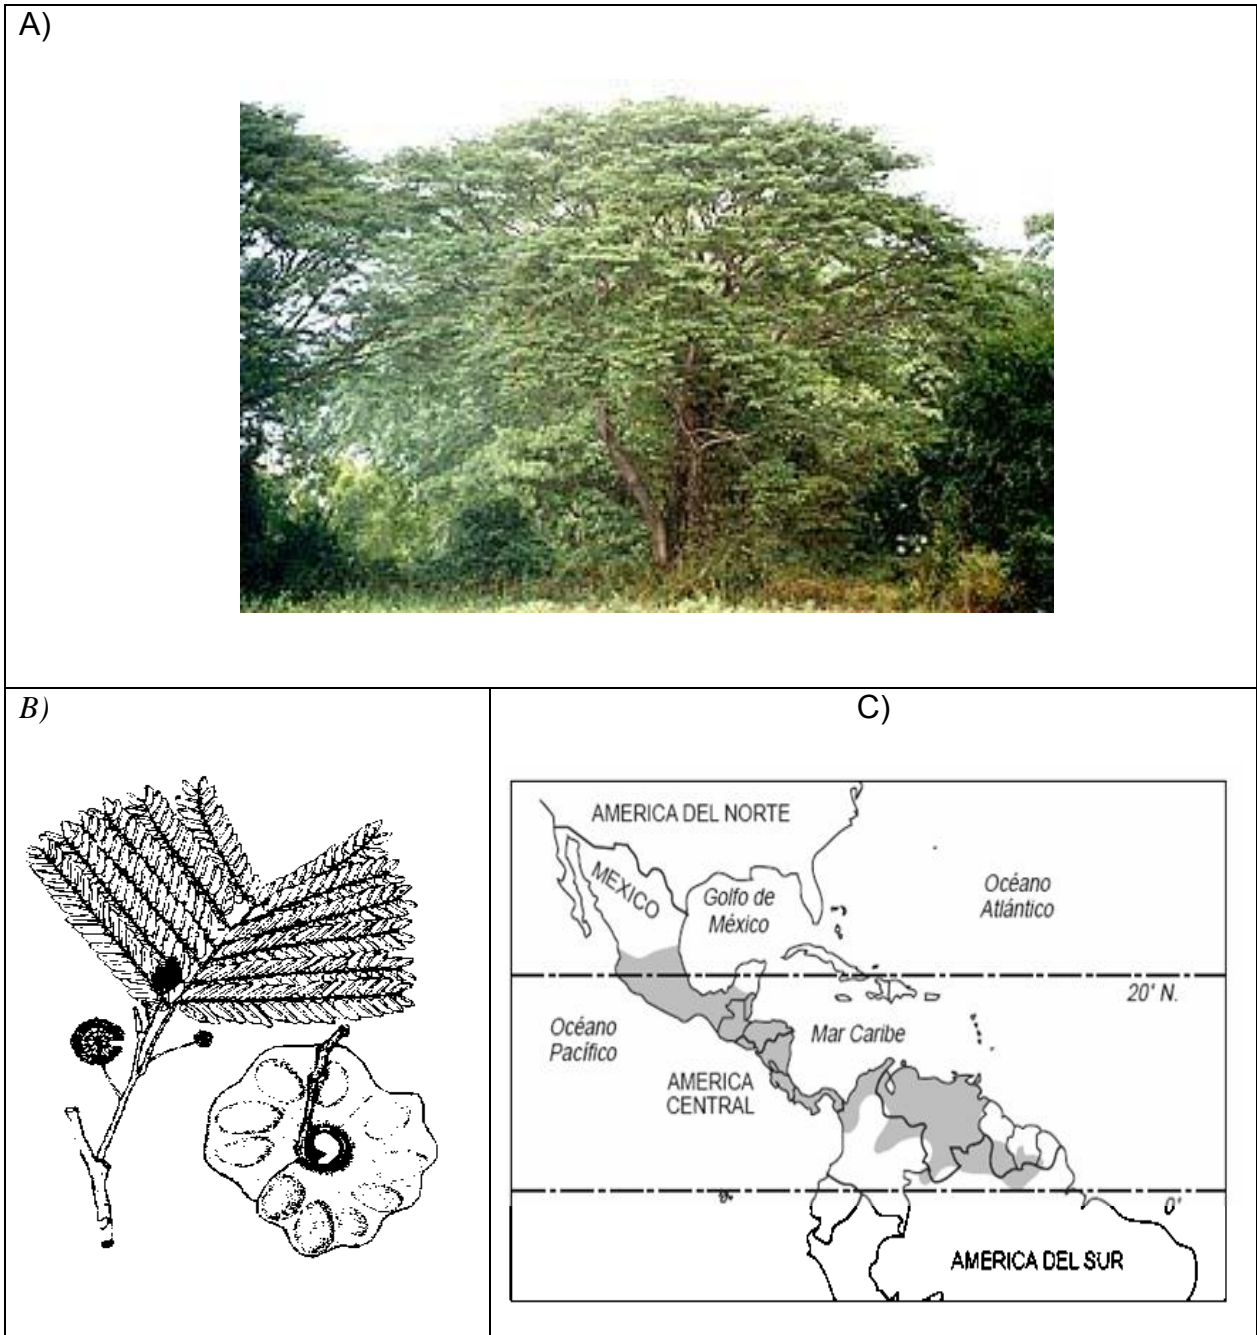 A)
B)
C)
AMERICA DEL NORTE
MEXICO
Golfo de
México
Océano
Atlántico
20° N.
Océano
Pacífico
Mar Caribe
AMERICA
CENTRAL
0°
AMERICA DEL SUR